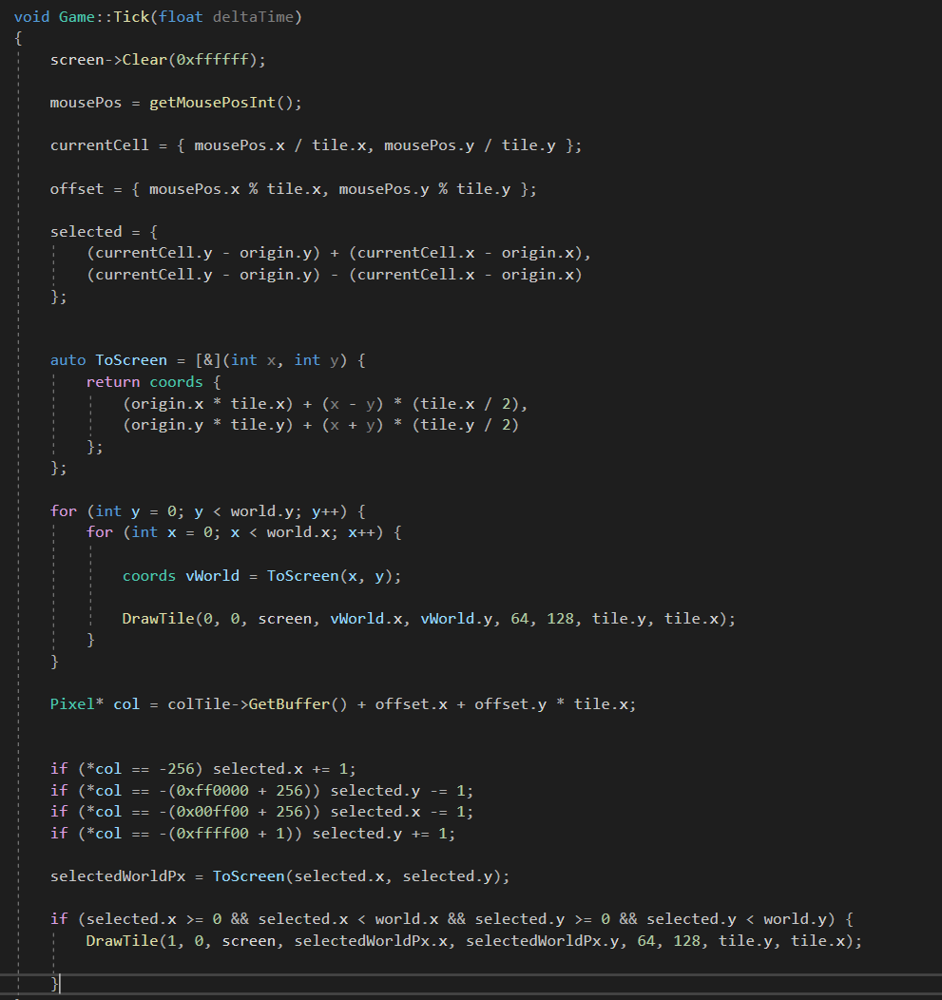 void Game::Tick(float deltaTime)
{
screen->Clear(0xffffff);
mousePos = getMousePosInt();
currentCell = { mousePos.x / tile.x, mousePos.y / tile.y };
offset = { mousePos.x % tile.x, mousePos.y % tile.y };
selected = {
(currentCell.y - origin.y) + (currentCell.x - origin.x),
(currentCell.y - origin.y) - (currentCell.x - origin.x)
};
auto ToScreen = [&](int x, int y) {
return coords {
(origin.x * tile.x) + (x - y) * (tile.x / 2),
(origin.y * tile.y) + (x + y) * (tile.y / 2)
};
};
for (int y = 0; y < world.y; y++) {
for (int x = 0; x < world.x; x++) {
coords vWorld = ToScreen(x, y);
DrawTile(0, 0, screen, vWorld.x, vWorld.y, 64, 128, tile.y, tile.x);
}
}
Pixel* col = colTile->GetBuffer() + offset.x + offset.y * tile.x;
if (*col == -256) selected.x += 1;
if (*col == -(0xff0000 + 256)) selected.y -= 1;
if (*col == -(0x00ff00 + 256)) selected.x -= 1;
if (*col == -(0xffff00 + 1)) selected.y += 1;
selectedWorldPx = ToScreen(selected.x, selected.y);
if (selected.x >= 0 && selected.x < world.x && selected.y >= 0 && selected.y < world.y) {
DrawTile(1, 0, screen, selectedWorldPx.x, selectedWorldPx.y, 64, 128, tile.y, tile.x);
}